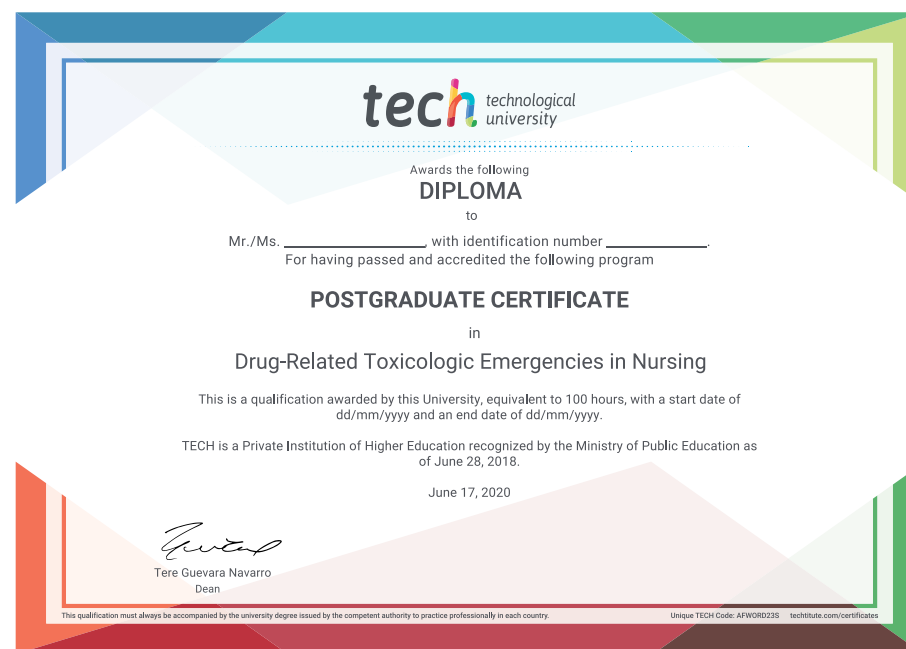 tech technological
university
Awards the following
DIPLOMA
to
Mr./Ms. ____________, with identification number ____________.
For having passed and accredited the following program
POSTGRADUATE CERTIFICATE
in
Drug-Related Toxicologic Emergencies in Nursing
This is a qualification awarded by this University, equivalent to 100 hours, with a start date of
dd/mm/yyyy and an end date of dd/mm/yyyy.
TECH is a Private Institution of Higher Education recognized by the Ministry of Public Education as
of June 28, 2018.
June 17, 2020
Tere Guevara Navarro
Dean
This qualification must always be accompanied by the university degree issued by the competent authority to practice professionally in each country.
Unique TECH Code: AFWORD23S techtitute.com/certificates